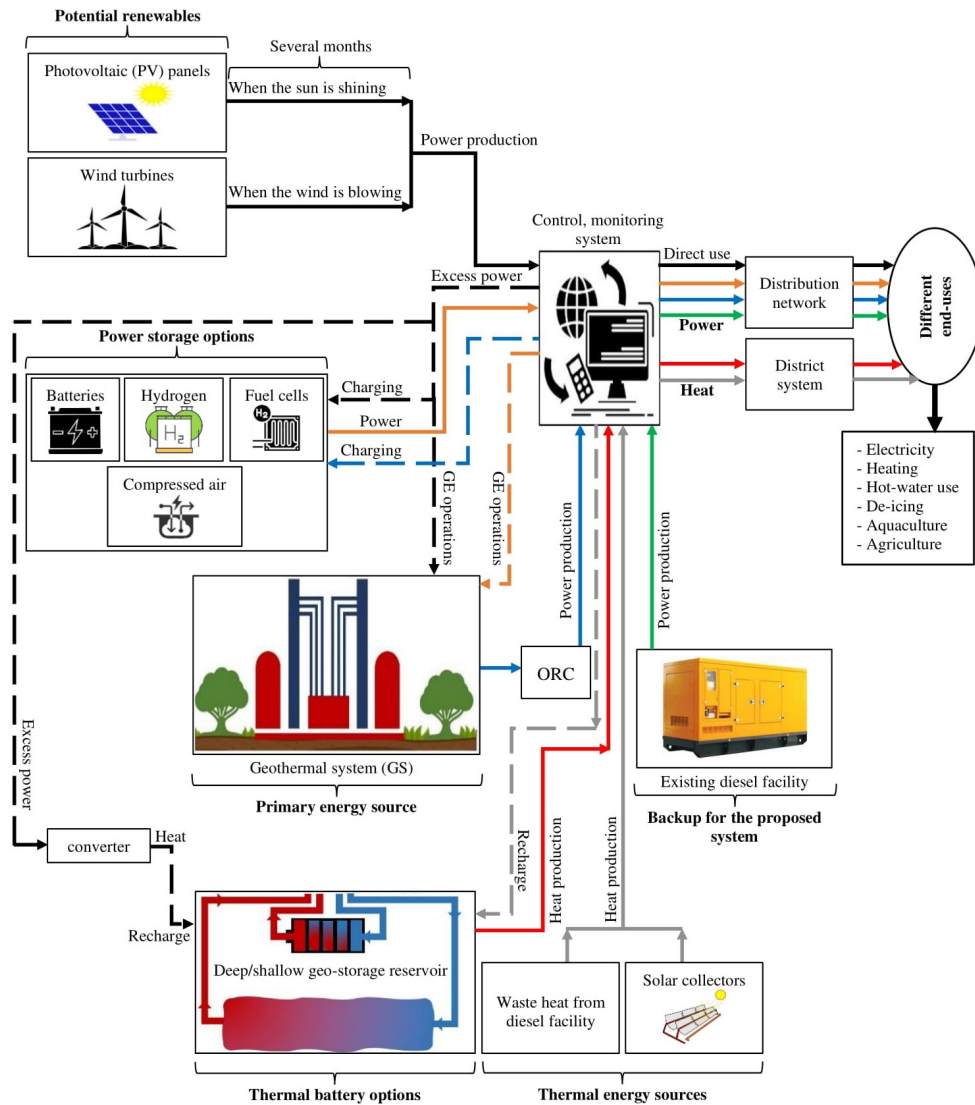 Potential renewables
Several months
Photovoltaic (PV) panels
When the sun is shining
Power production
Wind turbines
When the wind is blowing
Control, monitoring
system
Excess power
Direct use
Power
Distribution
network
Different
end-uses
Heat
District
system
Power storage options
Batteries
Hydrogen
H2
Fuel cells
H2
Compressed air
Charging
Power
Charging
GE operations
GE operations
- Electricity
- Heating
- Hot-water use
- De-icing
- Aquaculture
- Agriculture
Power production
Power production
ORC
Geothermal system (GS)
Primary energy source
Existing diesel facility
Backup for the proposed
system
Excess power
converter
Heat
Recharge
Recharge
Heat production
Heat production
Deep/shallow geo-storage reservoir
Thermal battery options
Waste heat from
diesel facility
Solar collectors
Thermal energy sources